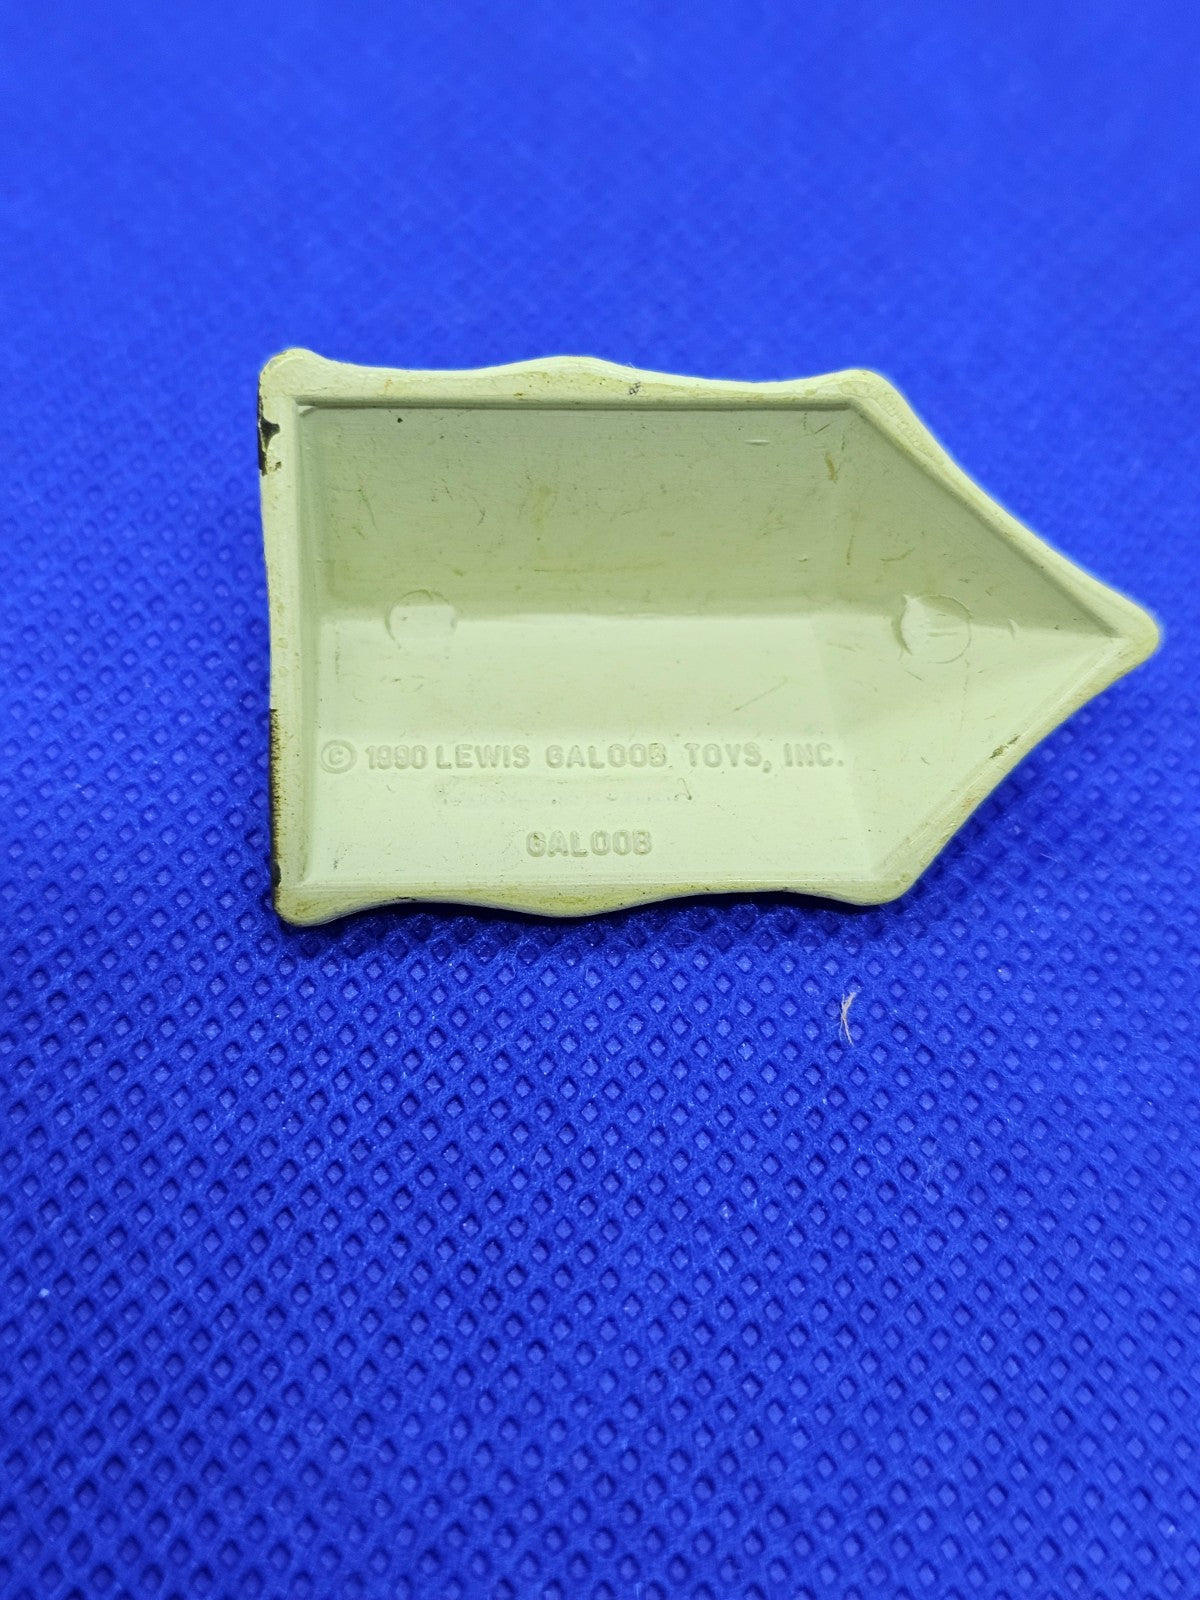 © 1990 LEWIS GALOOB TOYS, INC.
GALOOB